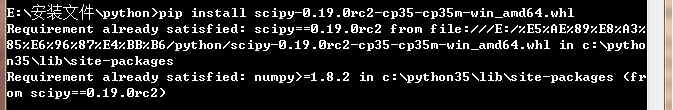 E:\安装文件\python>pip install scipy-0.19.0rc2-cp35-cp35m-win_amd64.whl
Requirement already satisfied: scipy==0.19.0rc2 from file:///E:/%E5%AE%89%E8%A3%
85%E6%96%87%E4%BB%B6/python/scipy-0.19.0rc2-cp35-cp35m-win_amd64.whl in c:\pytho
n35\lib\site-packages
Requirement already satisfied: numpy>=1.8.2 in c:\python35\lib\site-packages (fr
om scipy==0.19.0rc2)